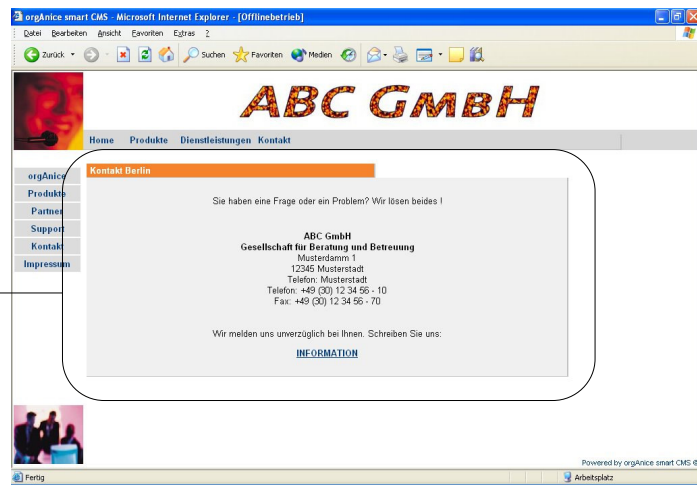 orgAnice smart CMS - Microsoft Internet Explorer - [Offlinebetrieb]
Datei Bearbeiten Ansicht Favoriten Extras ?
Zurück Suchen Favoriten Medien
ABC GMBH
Home Produkte Dienstleistungen Kontakt
orgAnice
Produkte
Partner
Support
Kontakt
Impressum
Kontakt Berlin
Sie haben eine Frage oder ein Problem? Wir lösen beides !
ABC GmbH
Gesellschaft für Beratung und Betreuung
Musterdamm 1
12345 Musterstadt
Telefon: Musterstadt
Telefon: +49 (30) 12 34 56 - 10
Fax: +49 (30) 12 34 56 - 70
Wir melden uns unverzüglich bei Ihnen. Schreiben Sie uns:
INFORMATION
Powered by orgAnice smart CMS ©
Fertig Arbeitsplatz